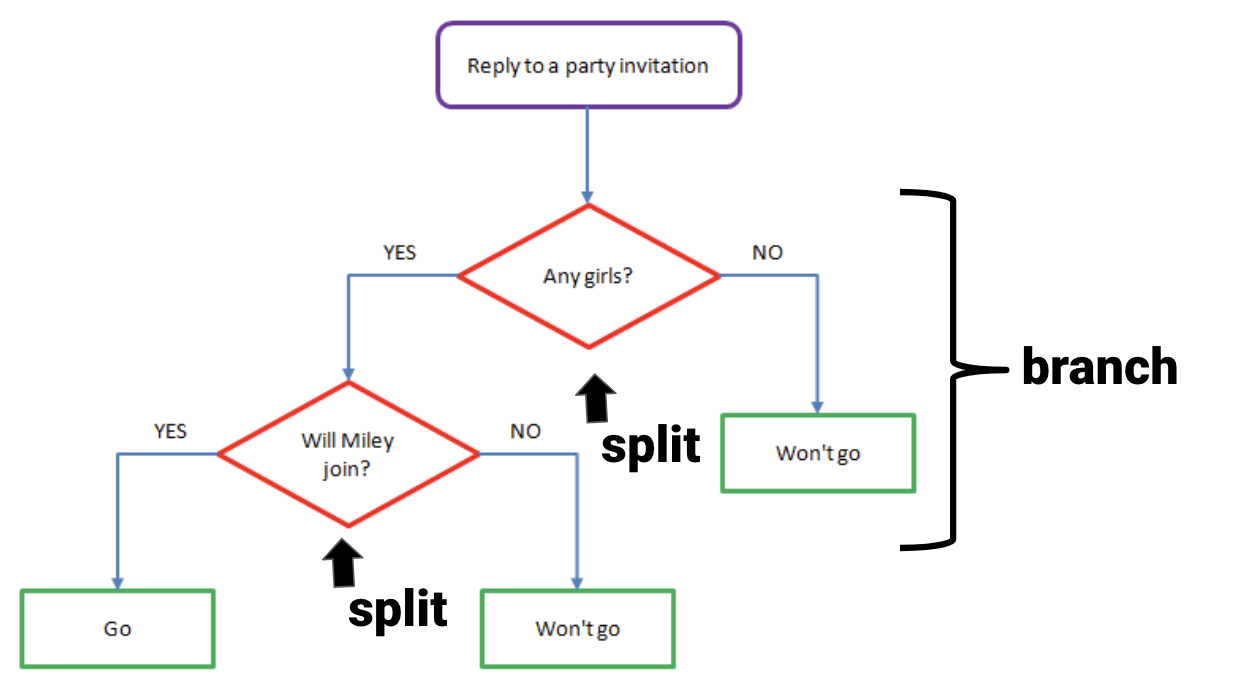 Reply to a party invitation
YES
NO
Any girls?
branch
YES
NO
Will Miley
join?
split
Won't go
split
Go
Won't go